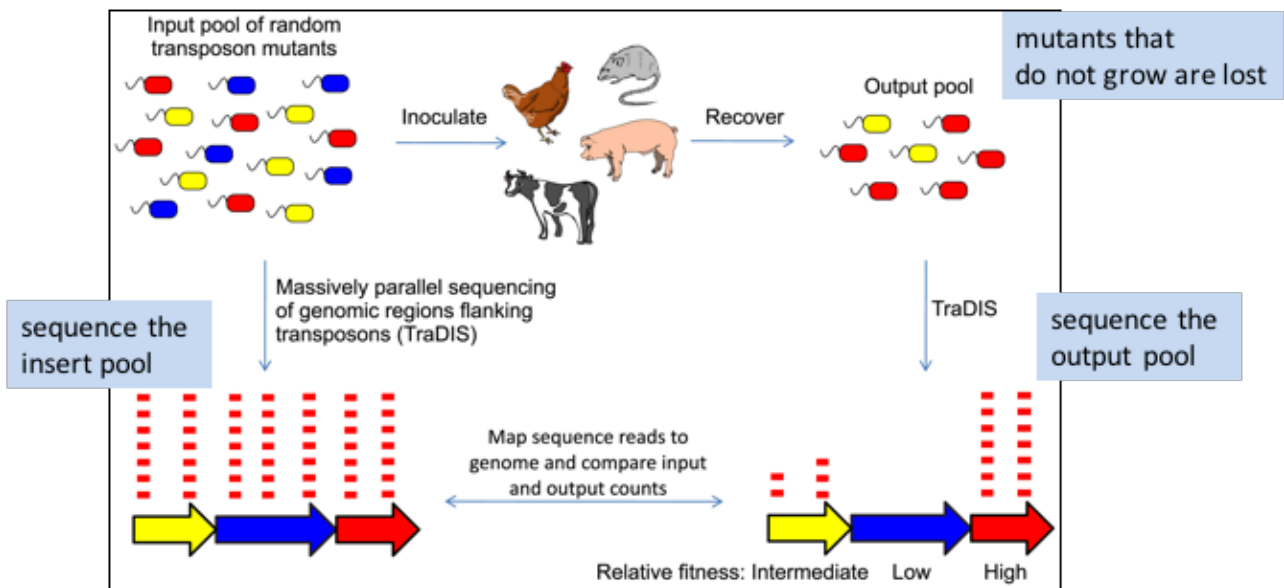 Input pool of random
transposon mutants
mutants that
do not grow are lost
Output pool
Inoculate
Recover
Massively parallel sequencing
of genomic regions flanking
transposons (TraDIS)
TraDIS
sequence the
insert pool
sequence the
output pool
Map sequence reads to
genome and compare input
and output counts
Relative fitness: Intermediate Low High